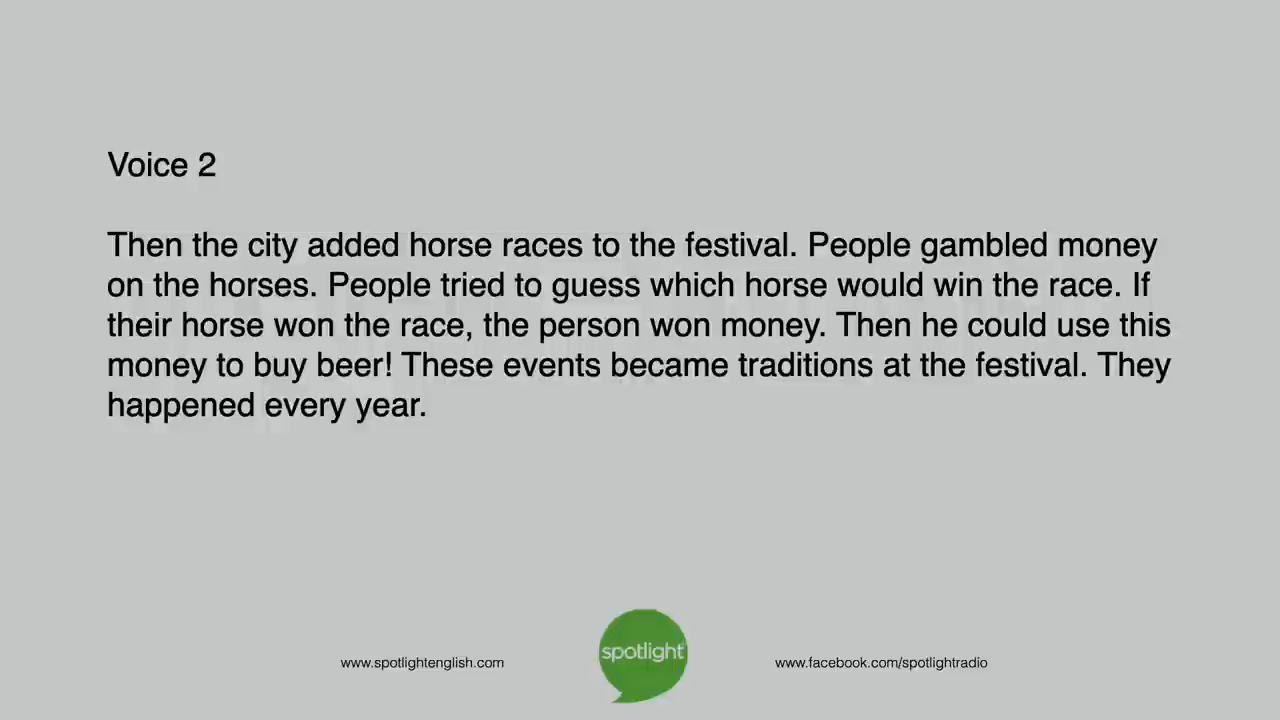 Voice 2
Then the city added horse races to the festival. People gambled money
on the horses. People tried to guess which horse would win the race. If
their horse won the race, the person won money. Then he could use this
money to buy beer! These events became traditions at the festival. They
happened every year.
www.spotlightenglish.com
spotlight
www.facebook.com/spotlightradio